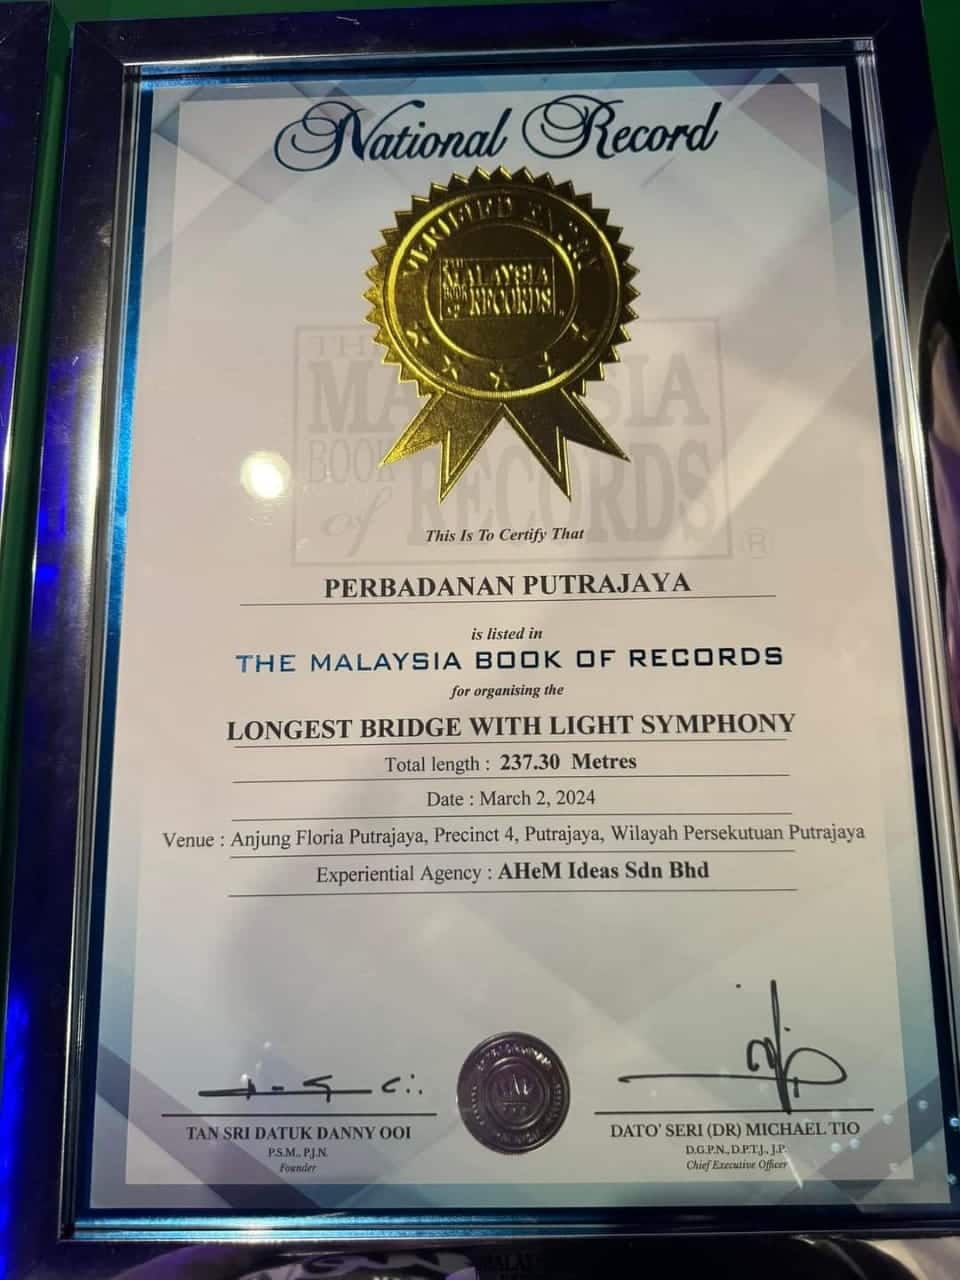 National Record
VERIFIED ENTRY
THE
MALAYSIA
BOOK
OF RECORDS
This Is To Certify That
PERBADANAN PUTRAJAYA
is listed in
THE MALAYSIA BOOK OF RECORDS
for organising the
LONGEST BRIDGE WITH LIGHT SYMPHONY
Total length : 237.30 Metres
Date : March 2, 2024
Venue : Anjung Floria Putrajaya, Precinct 4, Putrajaya, Wilayah Persekutuan Putrajaya
Experiential Agency : AHeM Ideas Sdn Bhd
TAN SRI DATUK DANNY OOI
P.S.M., P.J.N.
Founder
DATO' SERI (DR) MICHAEL TIO
D.G.P.N., D.P.T.J., J.P.
Chief Executive Officer